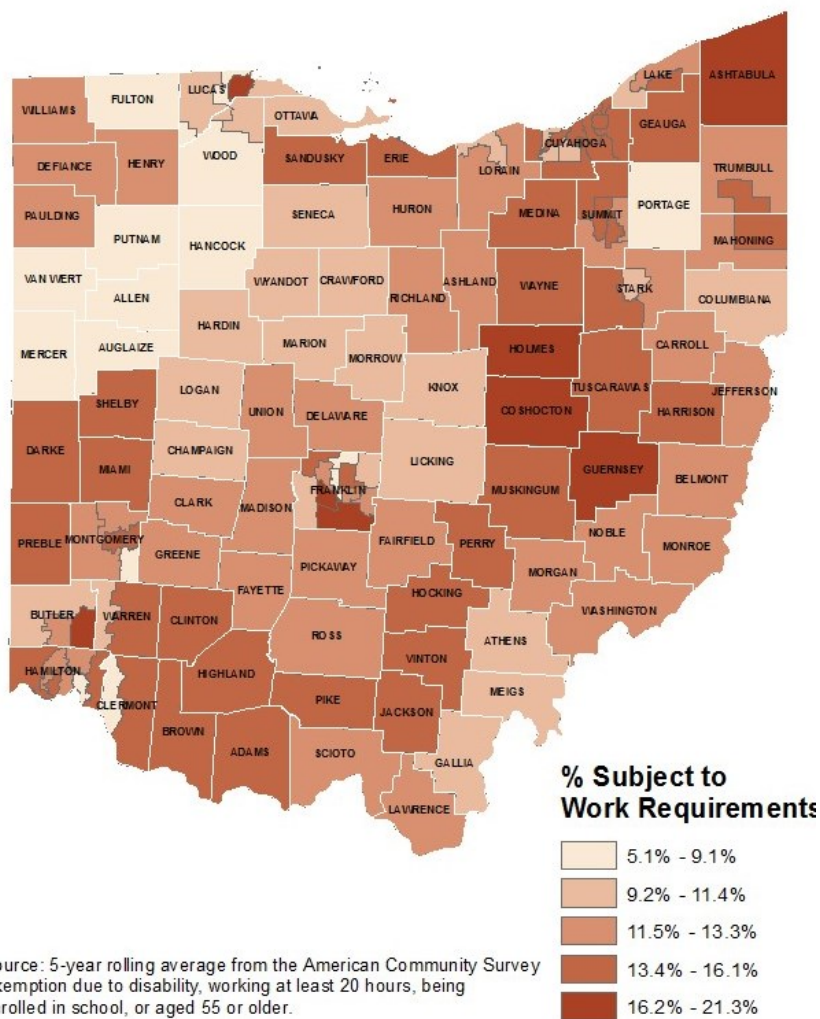 ASHTABULA
LAKE
LUCAS
FULTON
WILLIAMS
OTTAWA
GEAUGA
CUYAHOGA
WOOD
SANDUSKY
ERIE
DEFIANCE
HENRY
LORAIN
TRUMBULL
PORTAGE
PAULDING
SENECA
HURON
MEDINA
SUMMIT
PUTNAM
HANCOCK
MAHONING
VAN WERT
WYANDOT
CRAWFORD
RICHLAND
ASHLAND
WAYNE
STARK
COLUMBIANA
ALLEN
HARDIN
MERCER
AUGLAIZE
MARION
MORROW
HOLMES
CARROLL
LOGAN
KNOX
TUSCARAWAS
JEFFERSON
SHELBY
UNION
DELAWARE
COSHOCTON
HARRISON
DARKE
CHAMPAIGN
LICKING
MIAMI
GUERNSEY
BELMONT
CLARK
MADISON
FRANKLIN
MUSKINGUM
PREBLE
MONTGOMERY
GREENE
FAIRFIELD
PERRY
NOBLE
MONROE
PICKAWAY
MORGAN
FAYETTE
HOCKING
WASHINGTON
BUTLER
WARREN
CLINTON
ROSS
ATHENS
VINTON
HAMILTON
HIGHLAND
MEIGS
CLERMONT
PIKE
JACKSON
BROWN
ADAMS
SCIOTO
GALLIA
LAWRENCE
% Subject to
Work Requirements
5.1% - 9.1%
9.2% - 11.4%
11.5% - 13.3%
13.4% - 16.1%
16.2% - 21.3%
ource: 5-year rolling average from the American Community Survey
xemption due to disability, working at least 20 hours, being
rolled in school, or aged 55 or older.